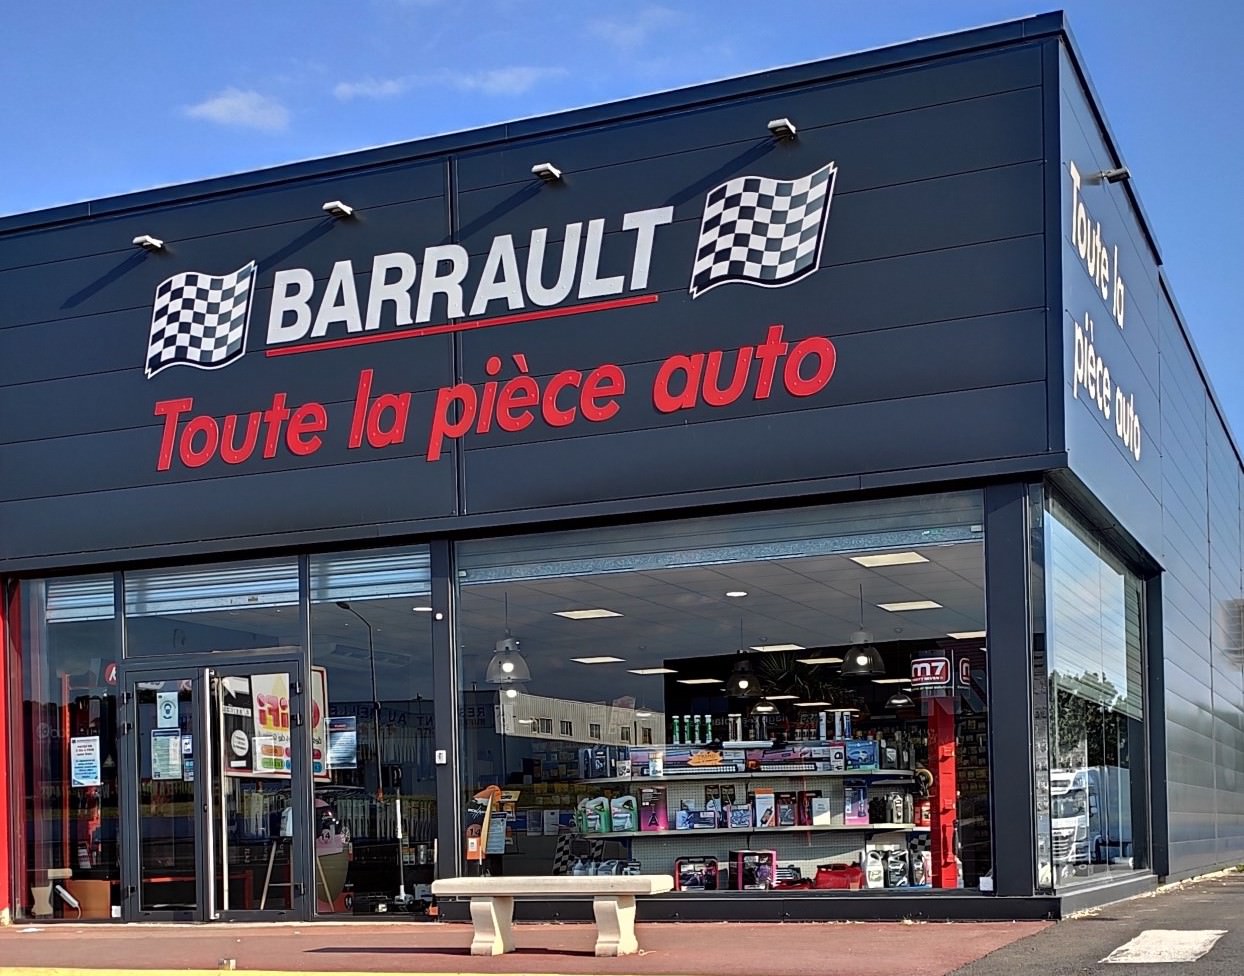 BARRAULT
Toute la pièce auto
Toute la
pièce auto
m7